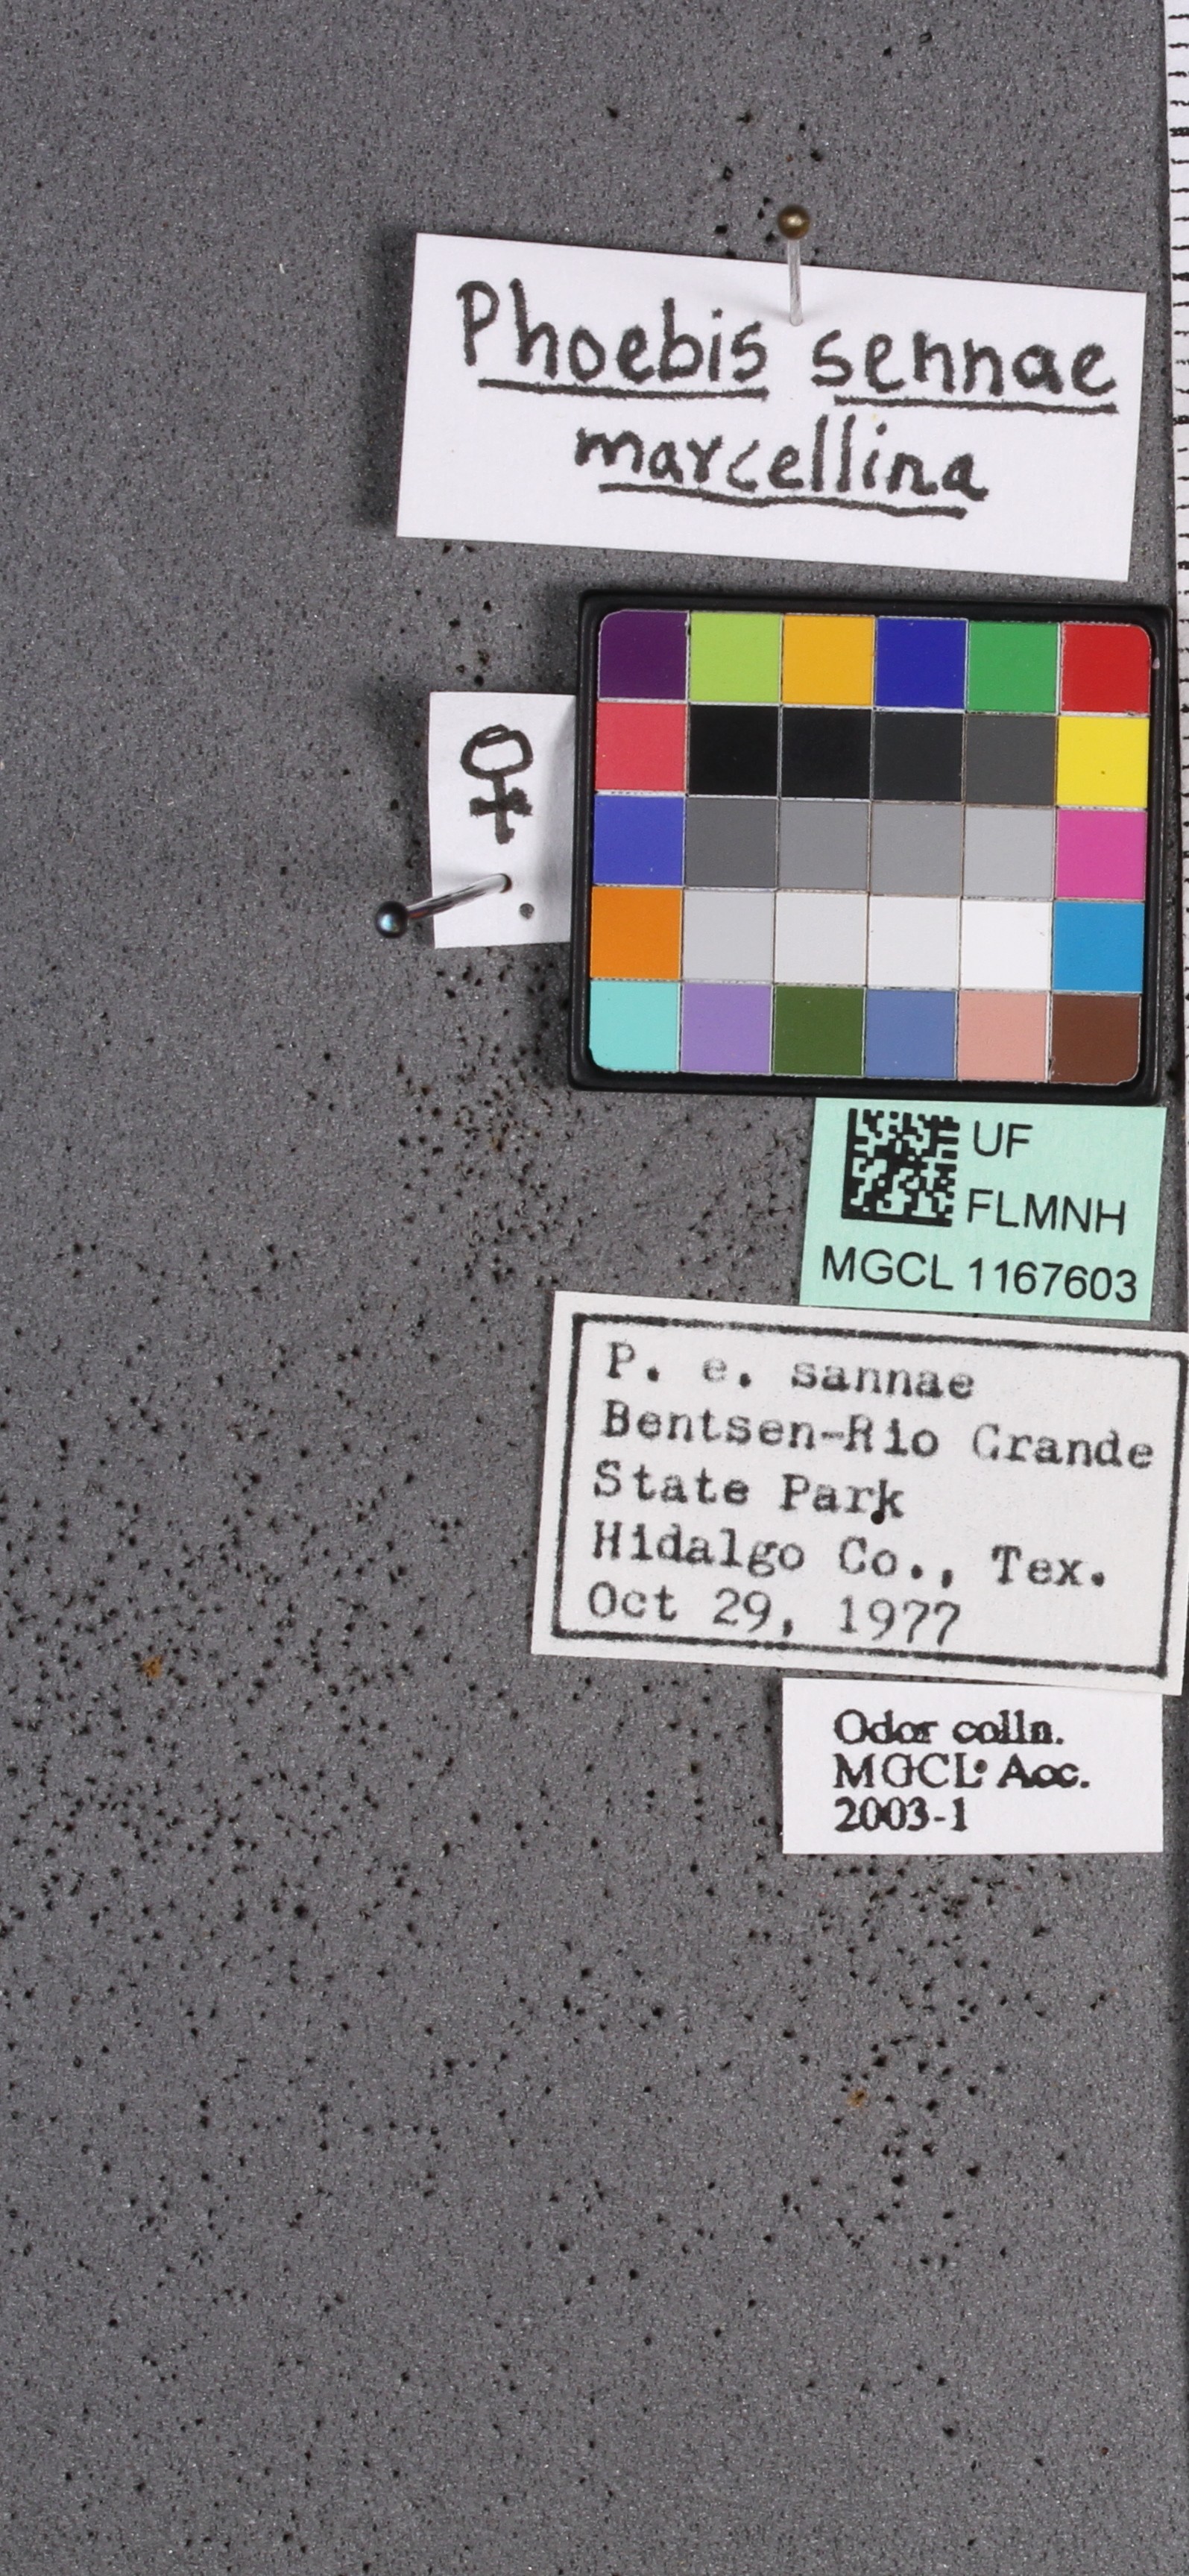 Phoebis sennae
marcellina
♀
UF
FLMNH
MGCL 1167603
P. e. sannae
Bentsen-Rio Grande
State Park
Hidalgo Co., Tex.
Oct 29, 1977
Odor colln.
MGCL Acc.
2003-1